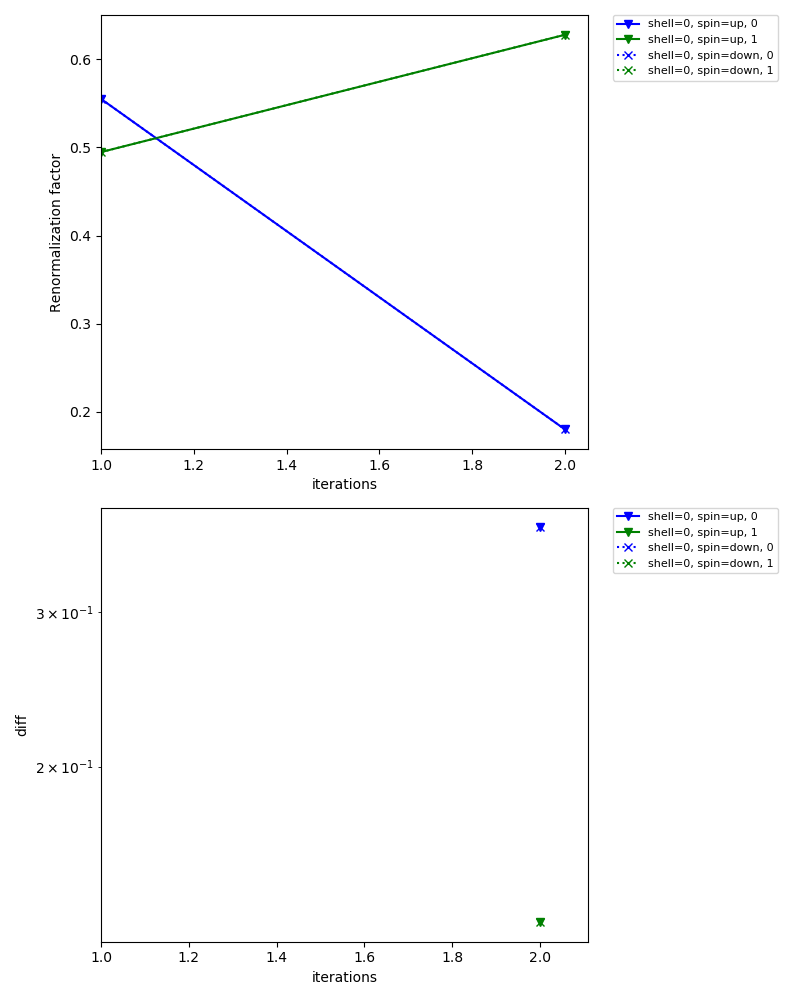 0.6
0.5
0.4
0.3
0.2
Renormalization factor
1.0 1.2 1.4 1.6 1.8 2.0
iterations
shell=0, spin=up, 0
shell=0, spin=up, 1
shell=0, spin=down, 0
shell=0, spin=down, 1
3 × 10⁻¹
2 × 10⁻¹
diff
1.0 1.2 1.4 1.6 1.8 2.0
iterations
shell=0, spin=up, 0
shell=0, spin=up, 1
shell=0, spin=down, 0
shell=0, spin=down, 1